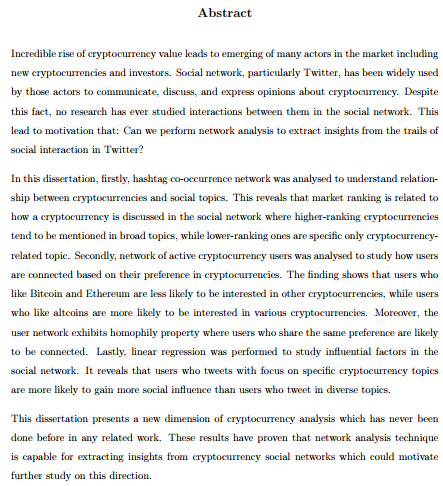 Abstract
Incredible rise of cryptocurrency value leads to emerging of many actors in the market including
new cryptocurrencies and investors. Social network, particularly Twitter, has been widely used
by those actors to communicate, discuss, and express opinions about cryptocurrency. Despite
this fact, no research has ever studied interactions between them in the social network. This
lead to motivation that: Can we perform network analysis to extract insights from the trails of
social interaction in Twitter?
In this dissertation, firstly, hashtag co-occurrence network was analysed to understand relation-
ship between cryptocurrencies and social topics. This reveals that market ranking is related to
how a cryptocurrency is discussed in the social network where higher-ranking cryptocurrencies
tend to be mentioned in broad topics, while lower-ranking ones are specific only cryptocurrency-
related topic. Secondly, network of active cryptocurrency users was analysed to study how users
are connected based on their preference in cryptocurrencies. The finding shows that users who
like Bitcoin and Ethereum are less likely to be interested in other cryptocurrencies, while users
who like altcoins are more likely to be interested in various cryptocurrencies. Moreover, the
user network exhibits homophily property where users who share the same preference are likely
to be connected. Lastly, linear regression was performed to study influential factors in the
social network. It reveals that users who tweets with focus on specific cryptocurrency topics
are more likely to gain more social influence than users who tweet in diverse topics.
This dissertation presents a new dimension of cryptocurrency analysis which has never been
done before in any related work. These results have proven that network analysis technique
is capable for extracting insights from cryptocurrency social networks which could motivate
further study on this direction.